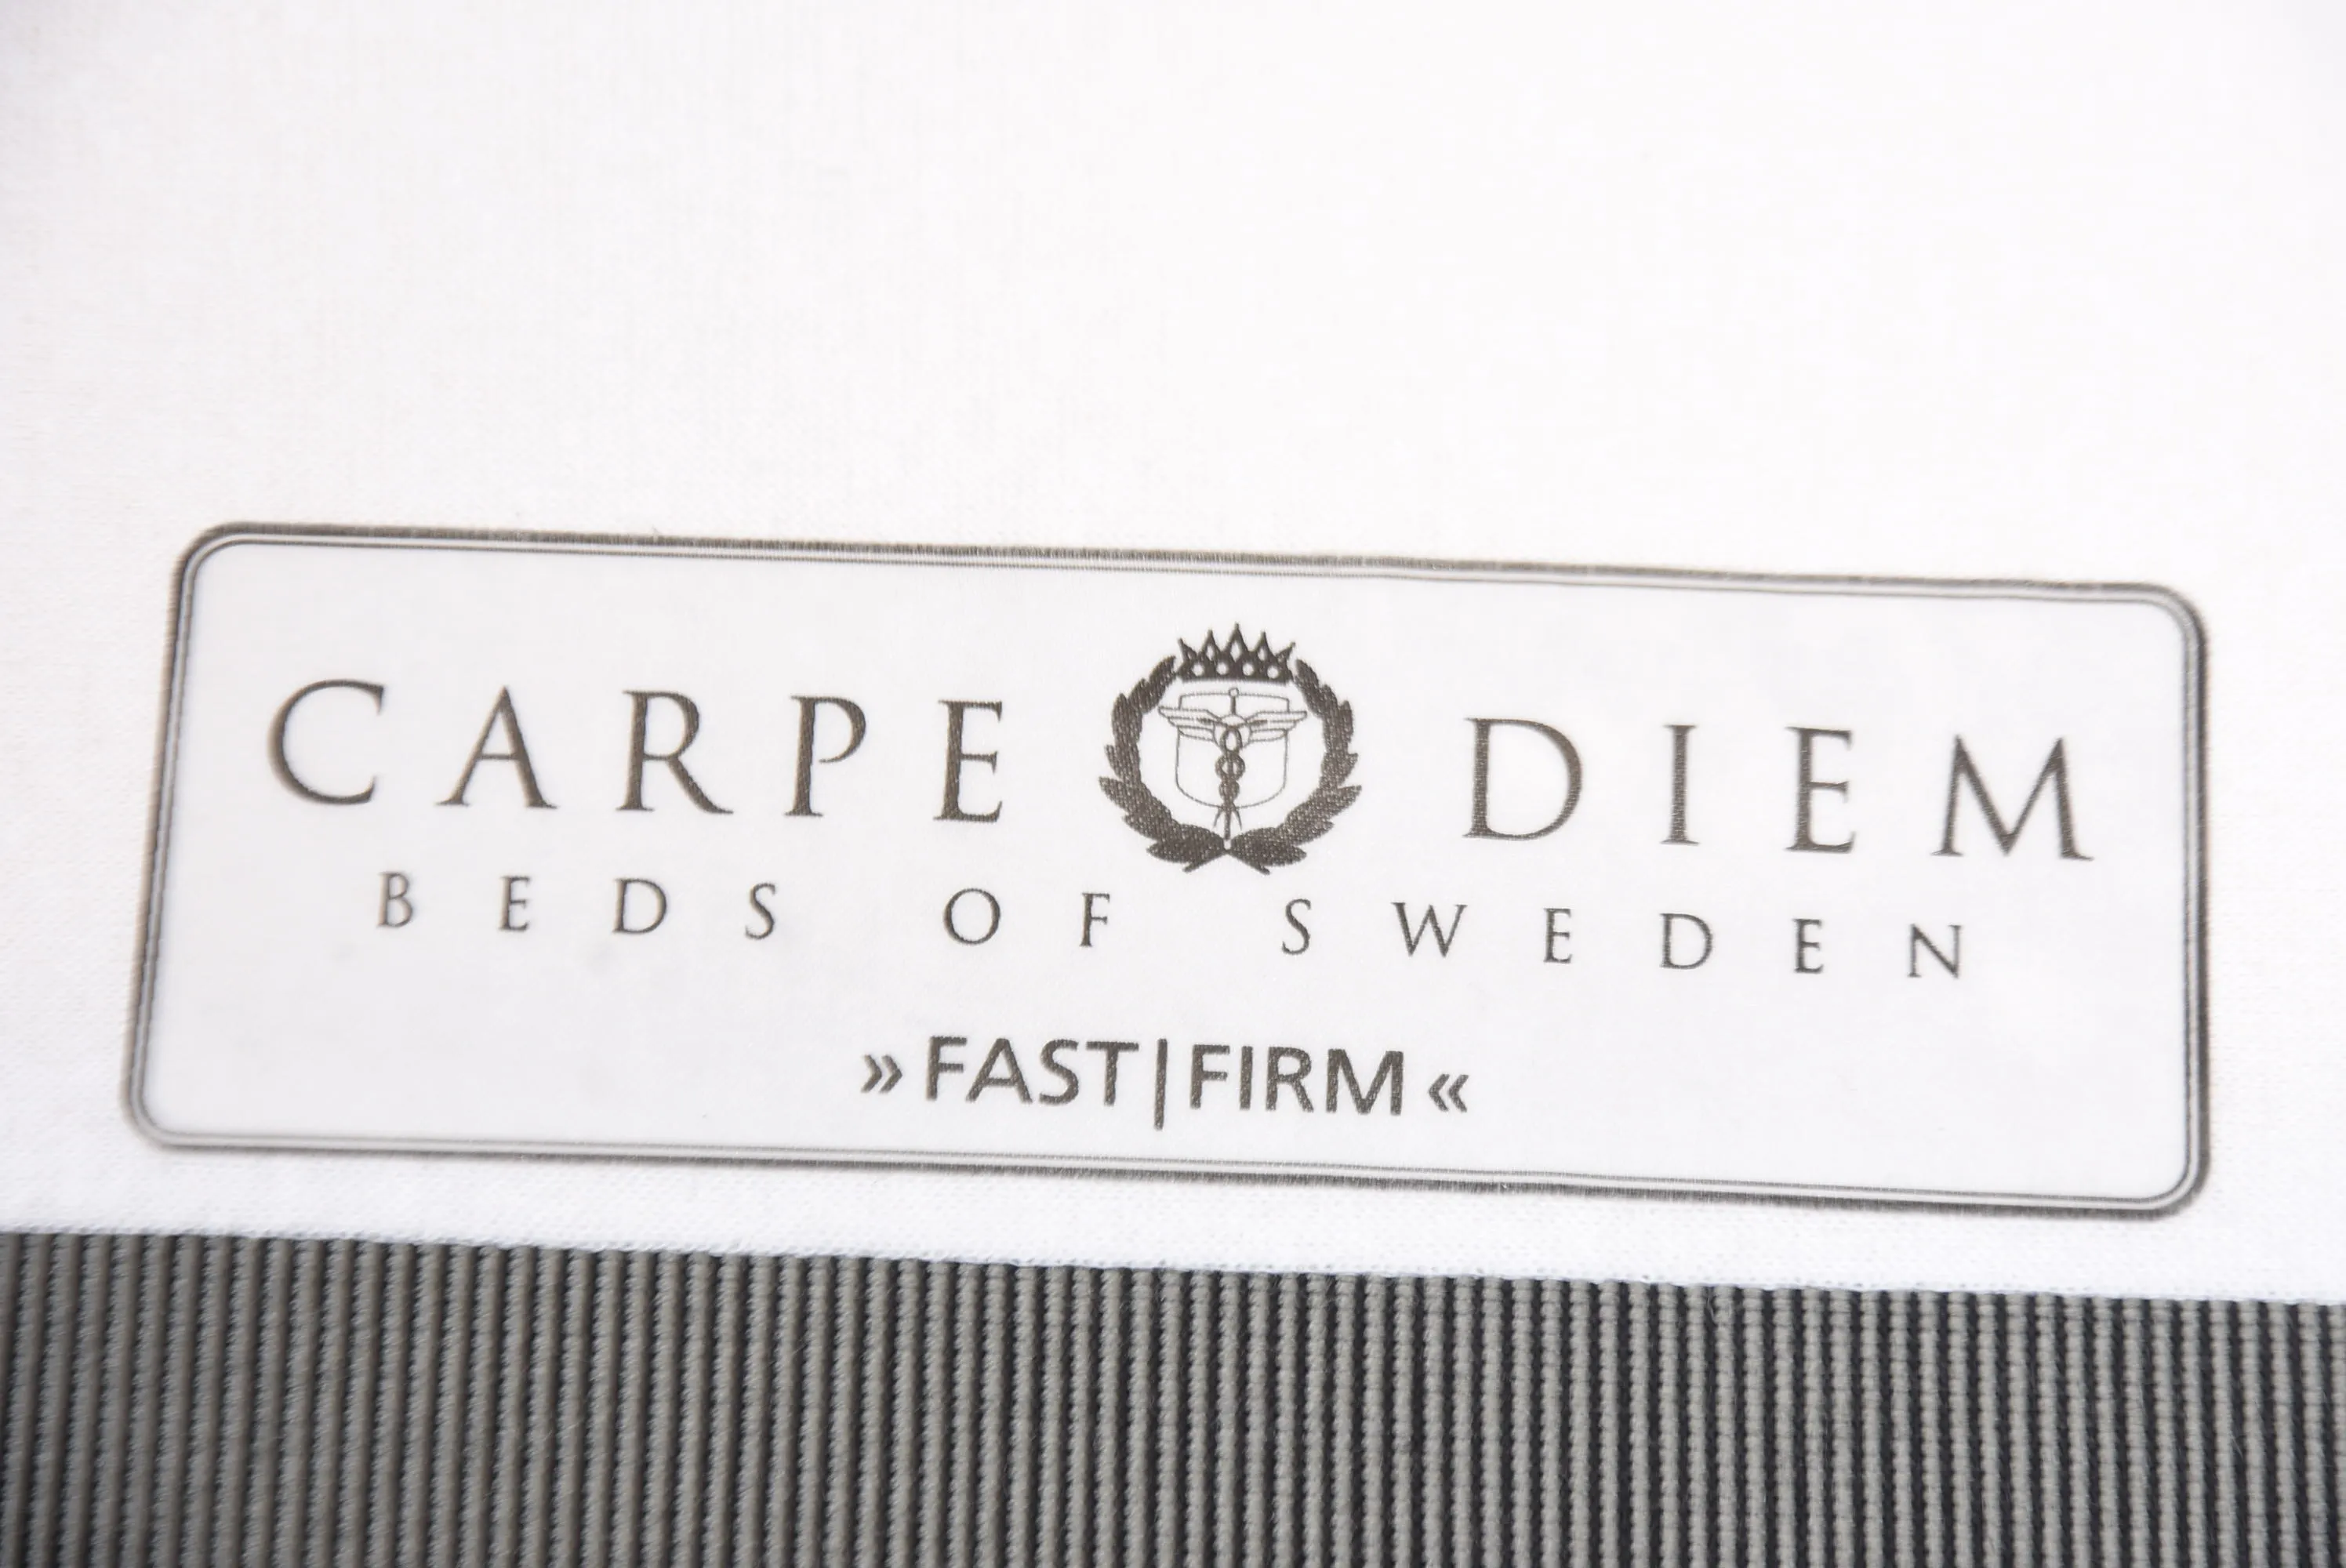 CARPE DIEM
BEDS OF SWEDEN
» FAST|FIRM «